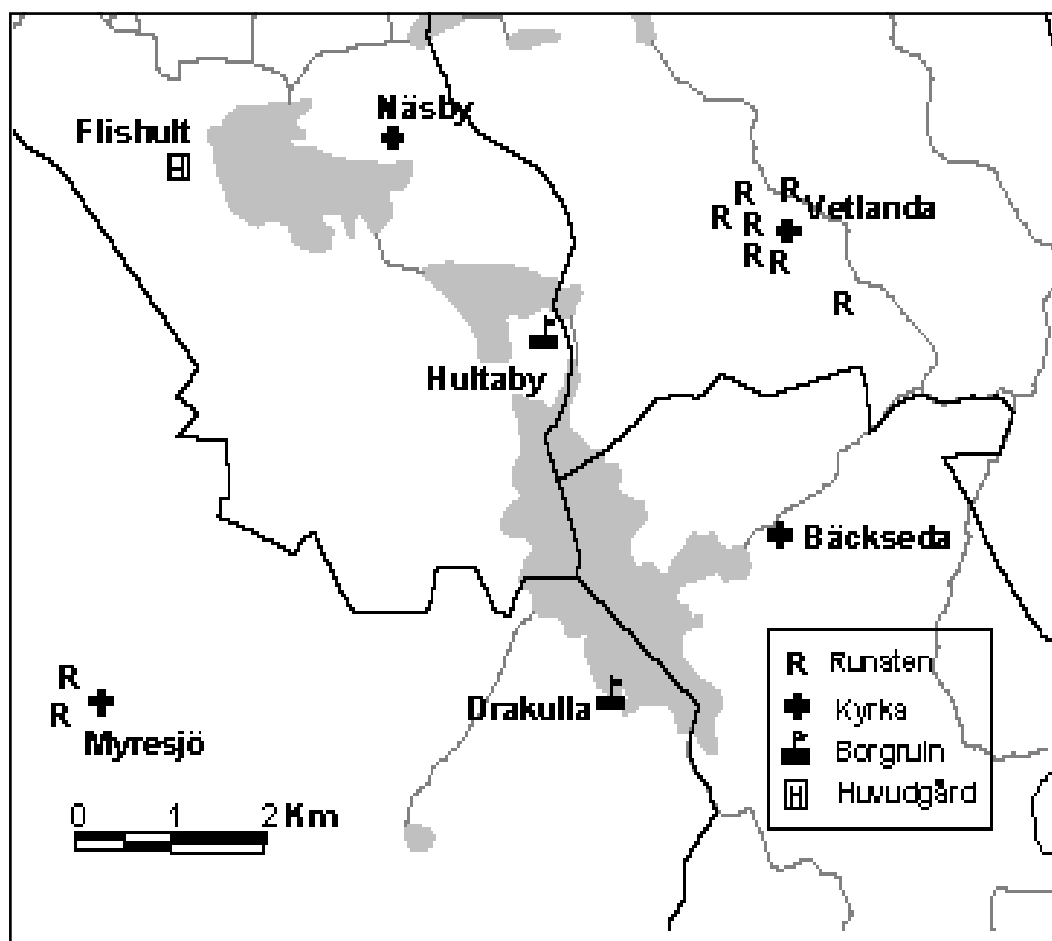 Näsby
Flishult
H
R R
R R Vetlanda
R R
R
Hultaby
Bäckseda
R
R
Myresjö
Drakulla
R Runsten
Kyrka
Borgruin
H Huvudgård
0 1 2 Km